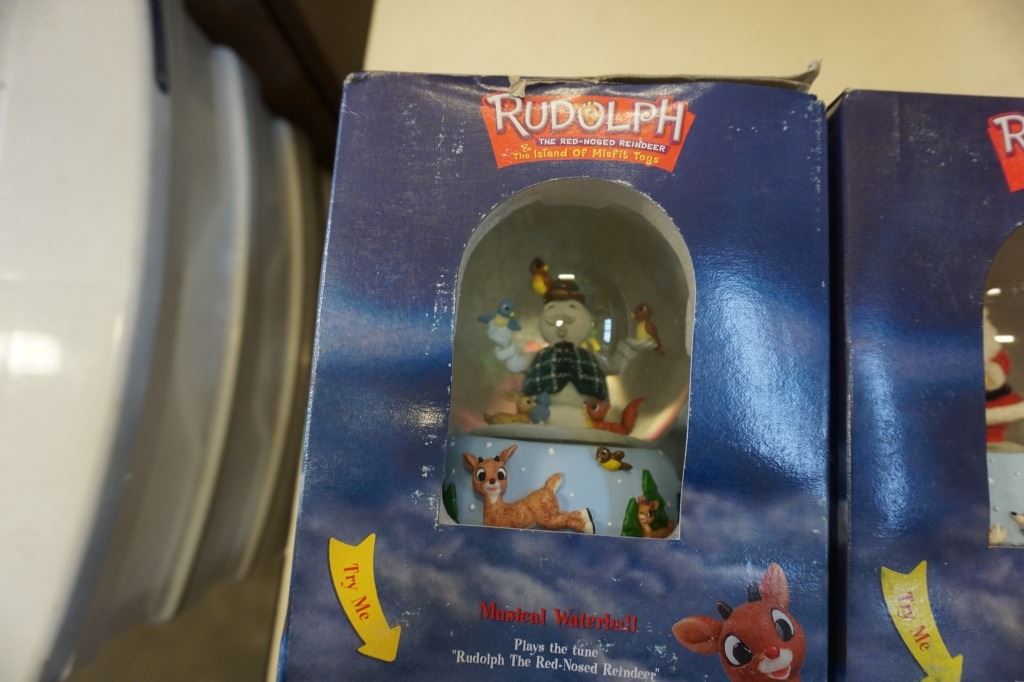 RUDOLPH
THE RED-NOSED REINDEER
& The Island Of Misfit Toys
Try Me
Musical Waterball
Plays the tune
"Rudolph The Red-Nosed Reindeer"
R
Try Me